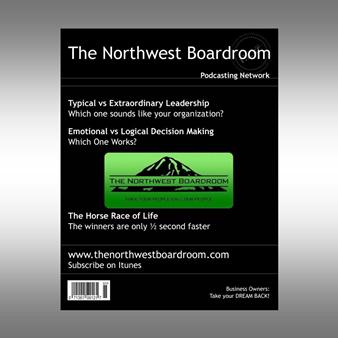 The Northwest Boardroom
Podcasting Network
Typical vs Extraordinary Leadership
Which one sounds like your organization?
Emotional vs Logical Decision Making
Which One Works?
THE NORTHWEST BOARDROOM
The Horse Race of Life
The winners are only ½ second faster
www.thenorthwestboardroom.com
Subscribe on Itunes
Business Owners:
Take your DREAM BACK!